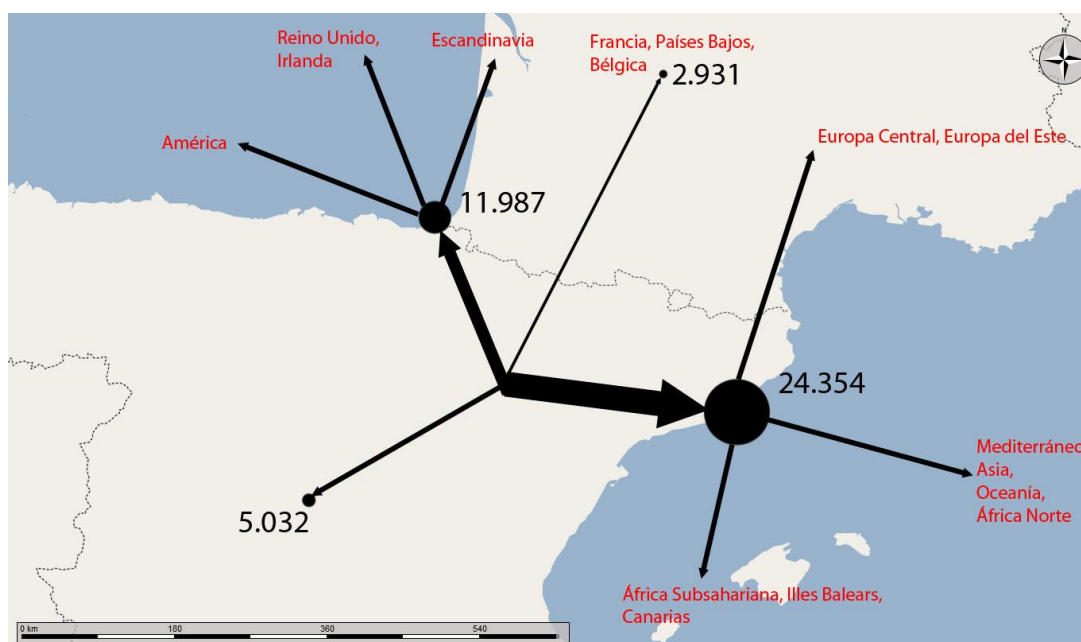 Reino Unido,
Irlanda
Escandinavia
Francia, Países Bajos,
Bélgica
2.931
N
América
Europa Central, Europa del Este
11.987
24.354
Mediterráneo
Asia,
Oceanía,
África Norte
5.032
África Subsahariana, Illes Balears,
Canarias
0 km 180 360 540